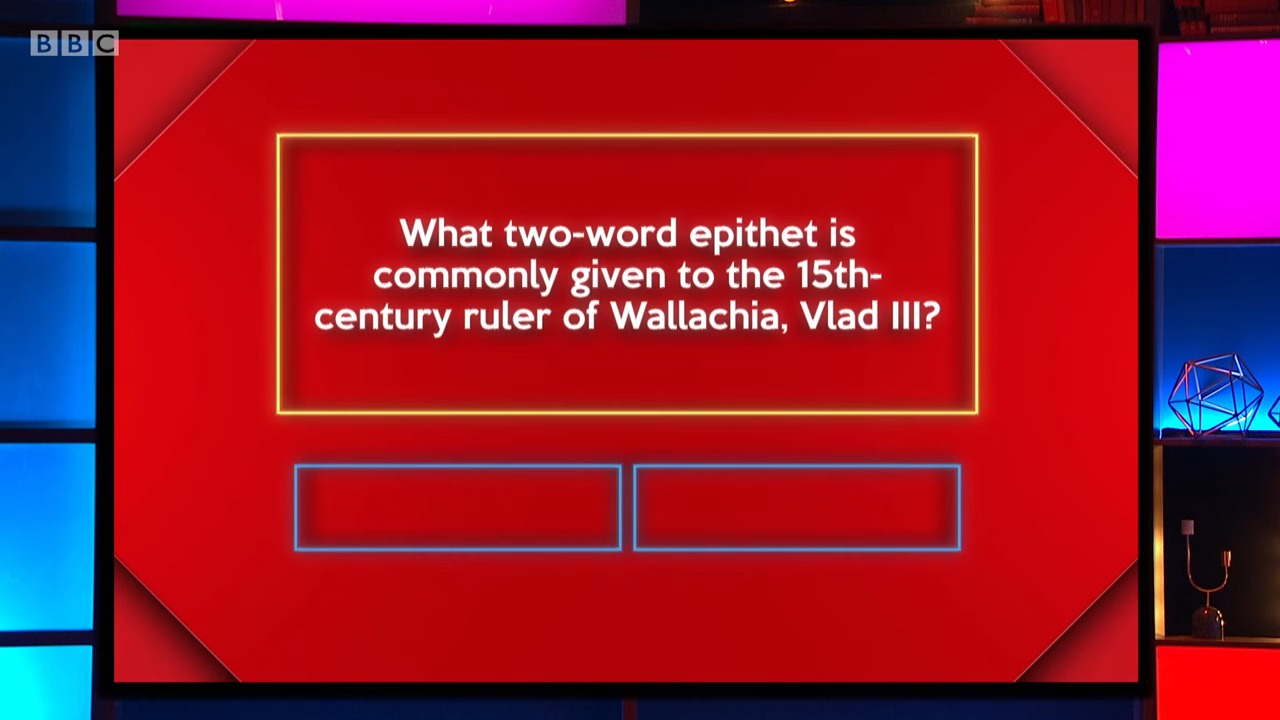 BBC
What two-word epithet is
commonly given to the 15th-
century ruler of Wallachia, Vlad III?